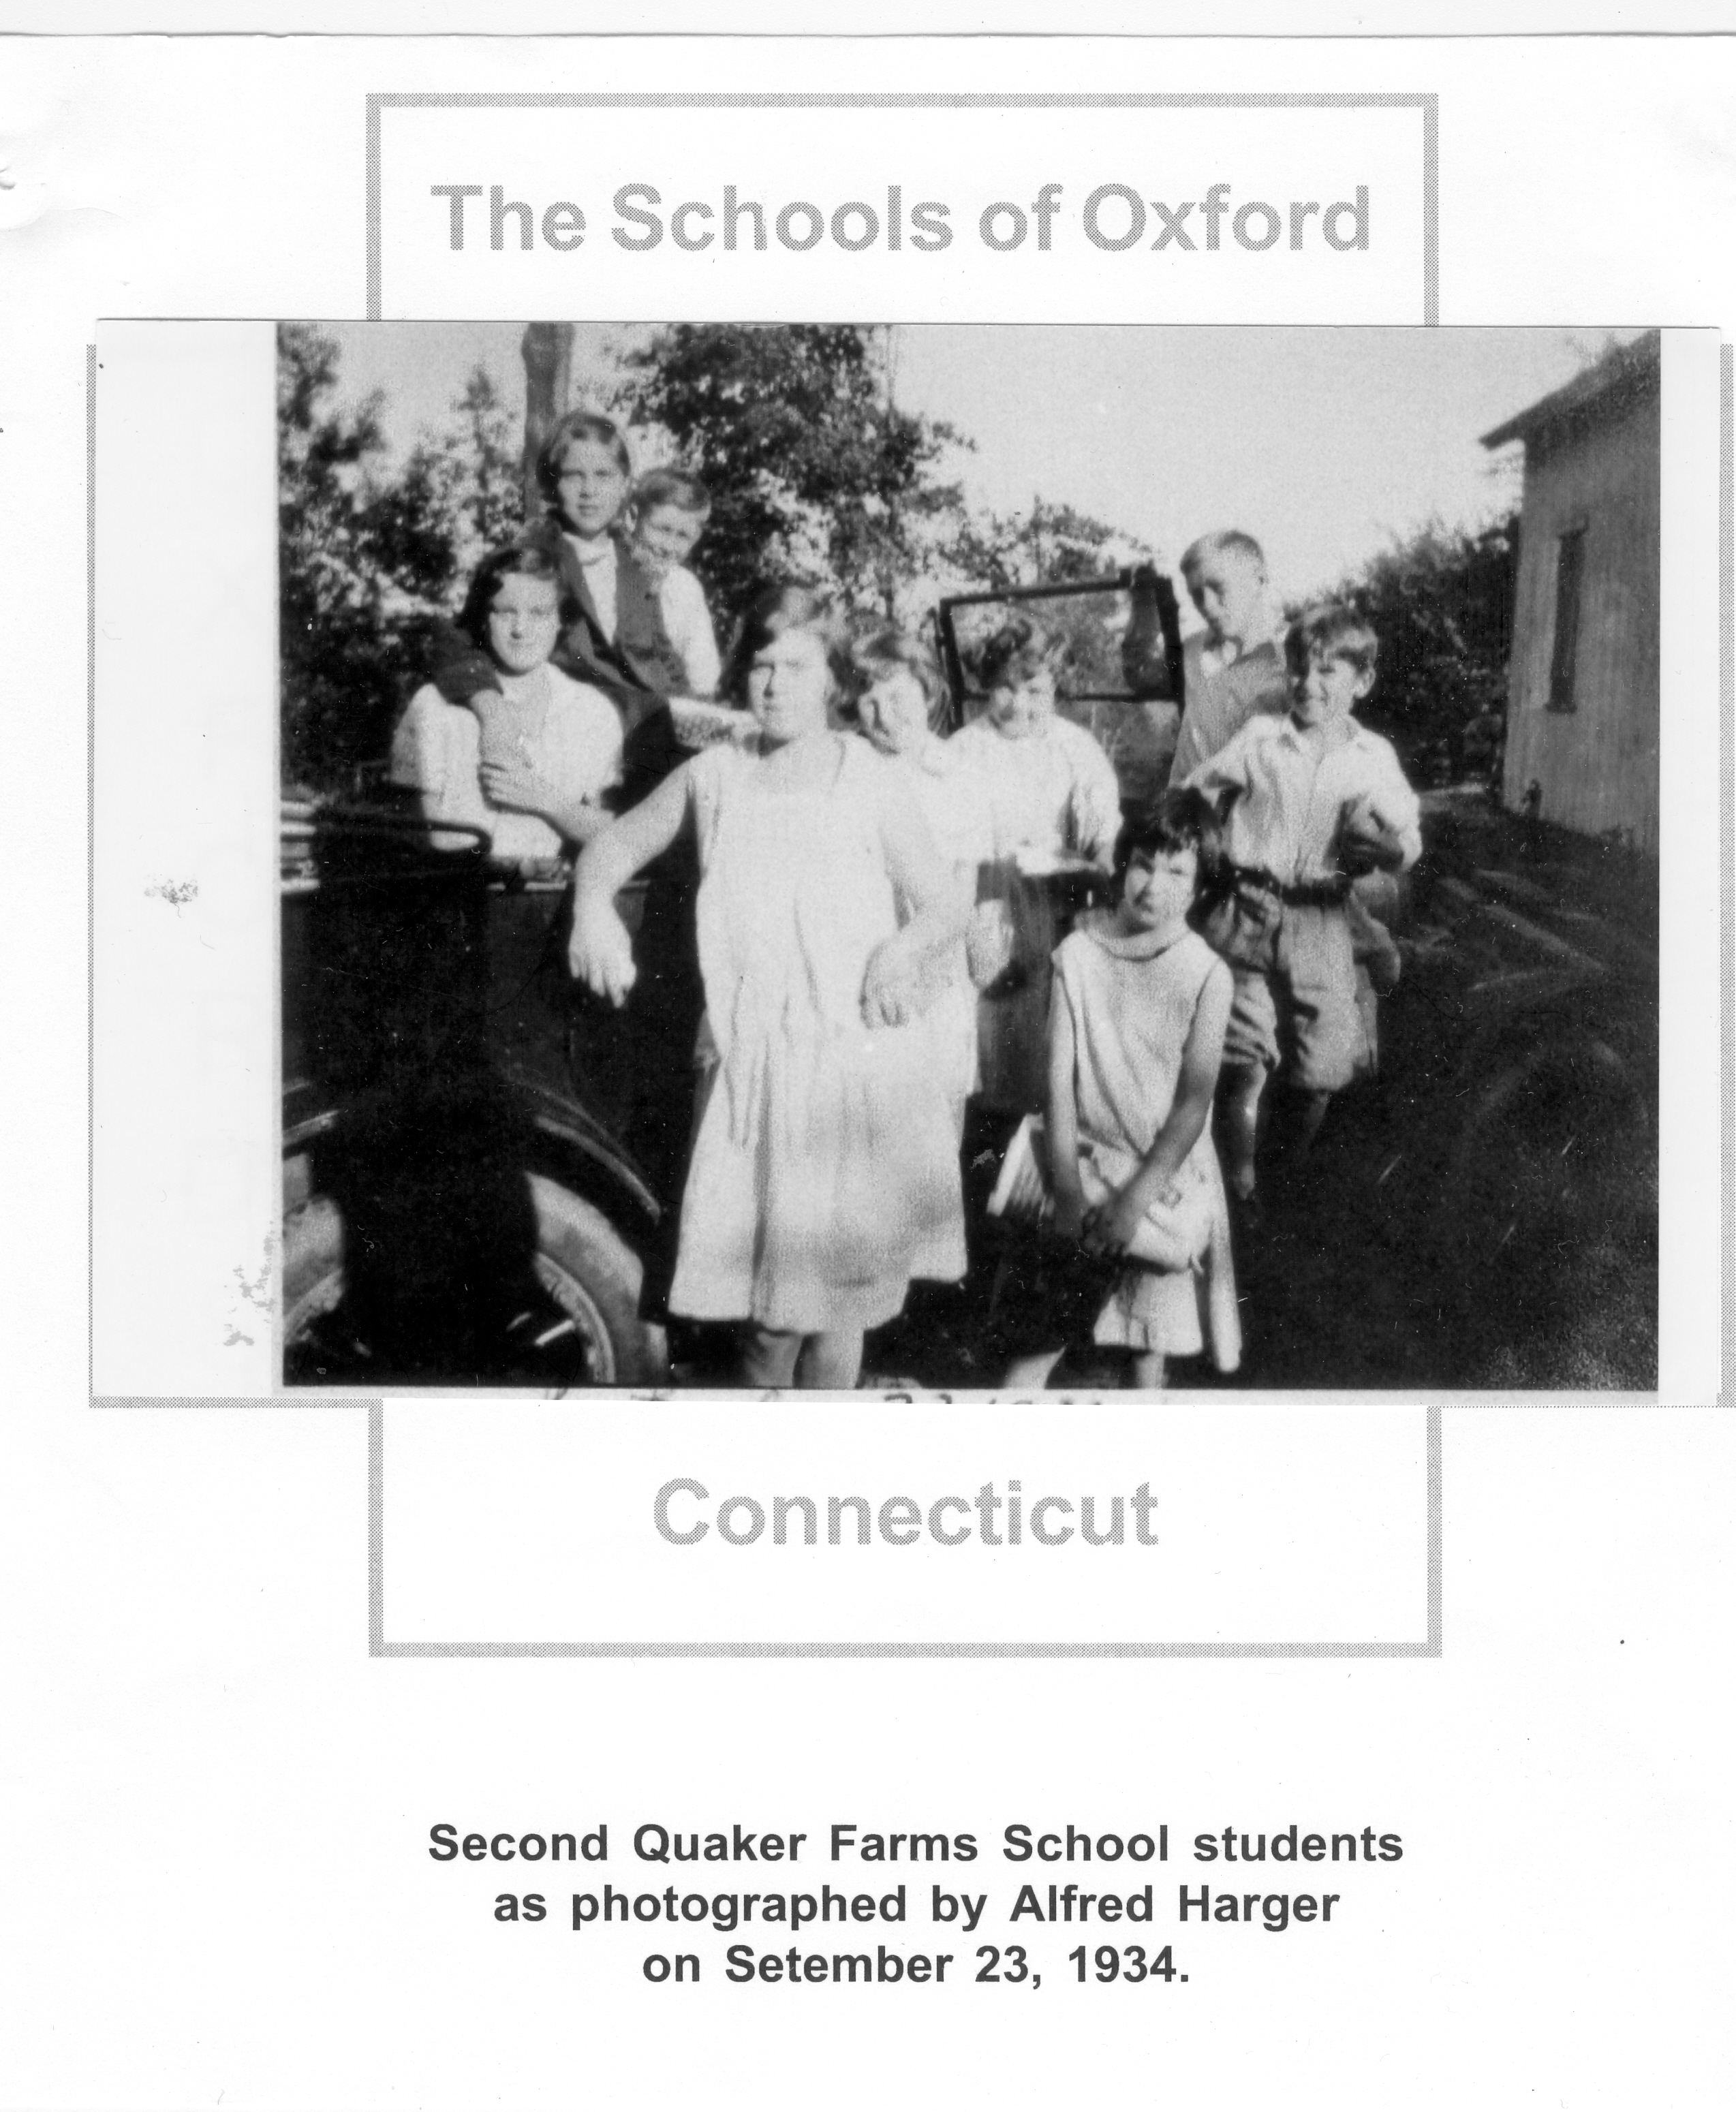 The Schools of Oxford
Connecticut
Second Quaker Farms School students
as photographed by Alfred Harger
on Setember 23, 1934.